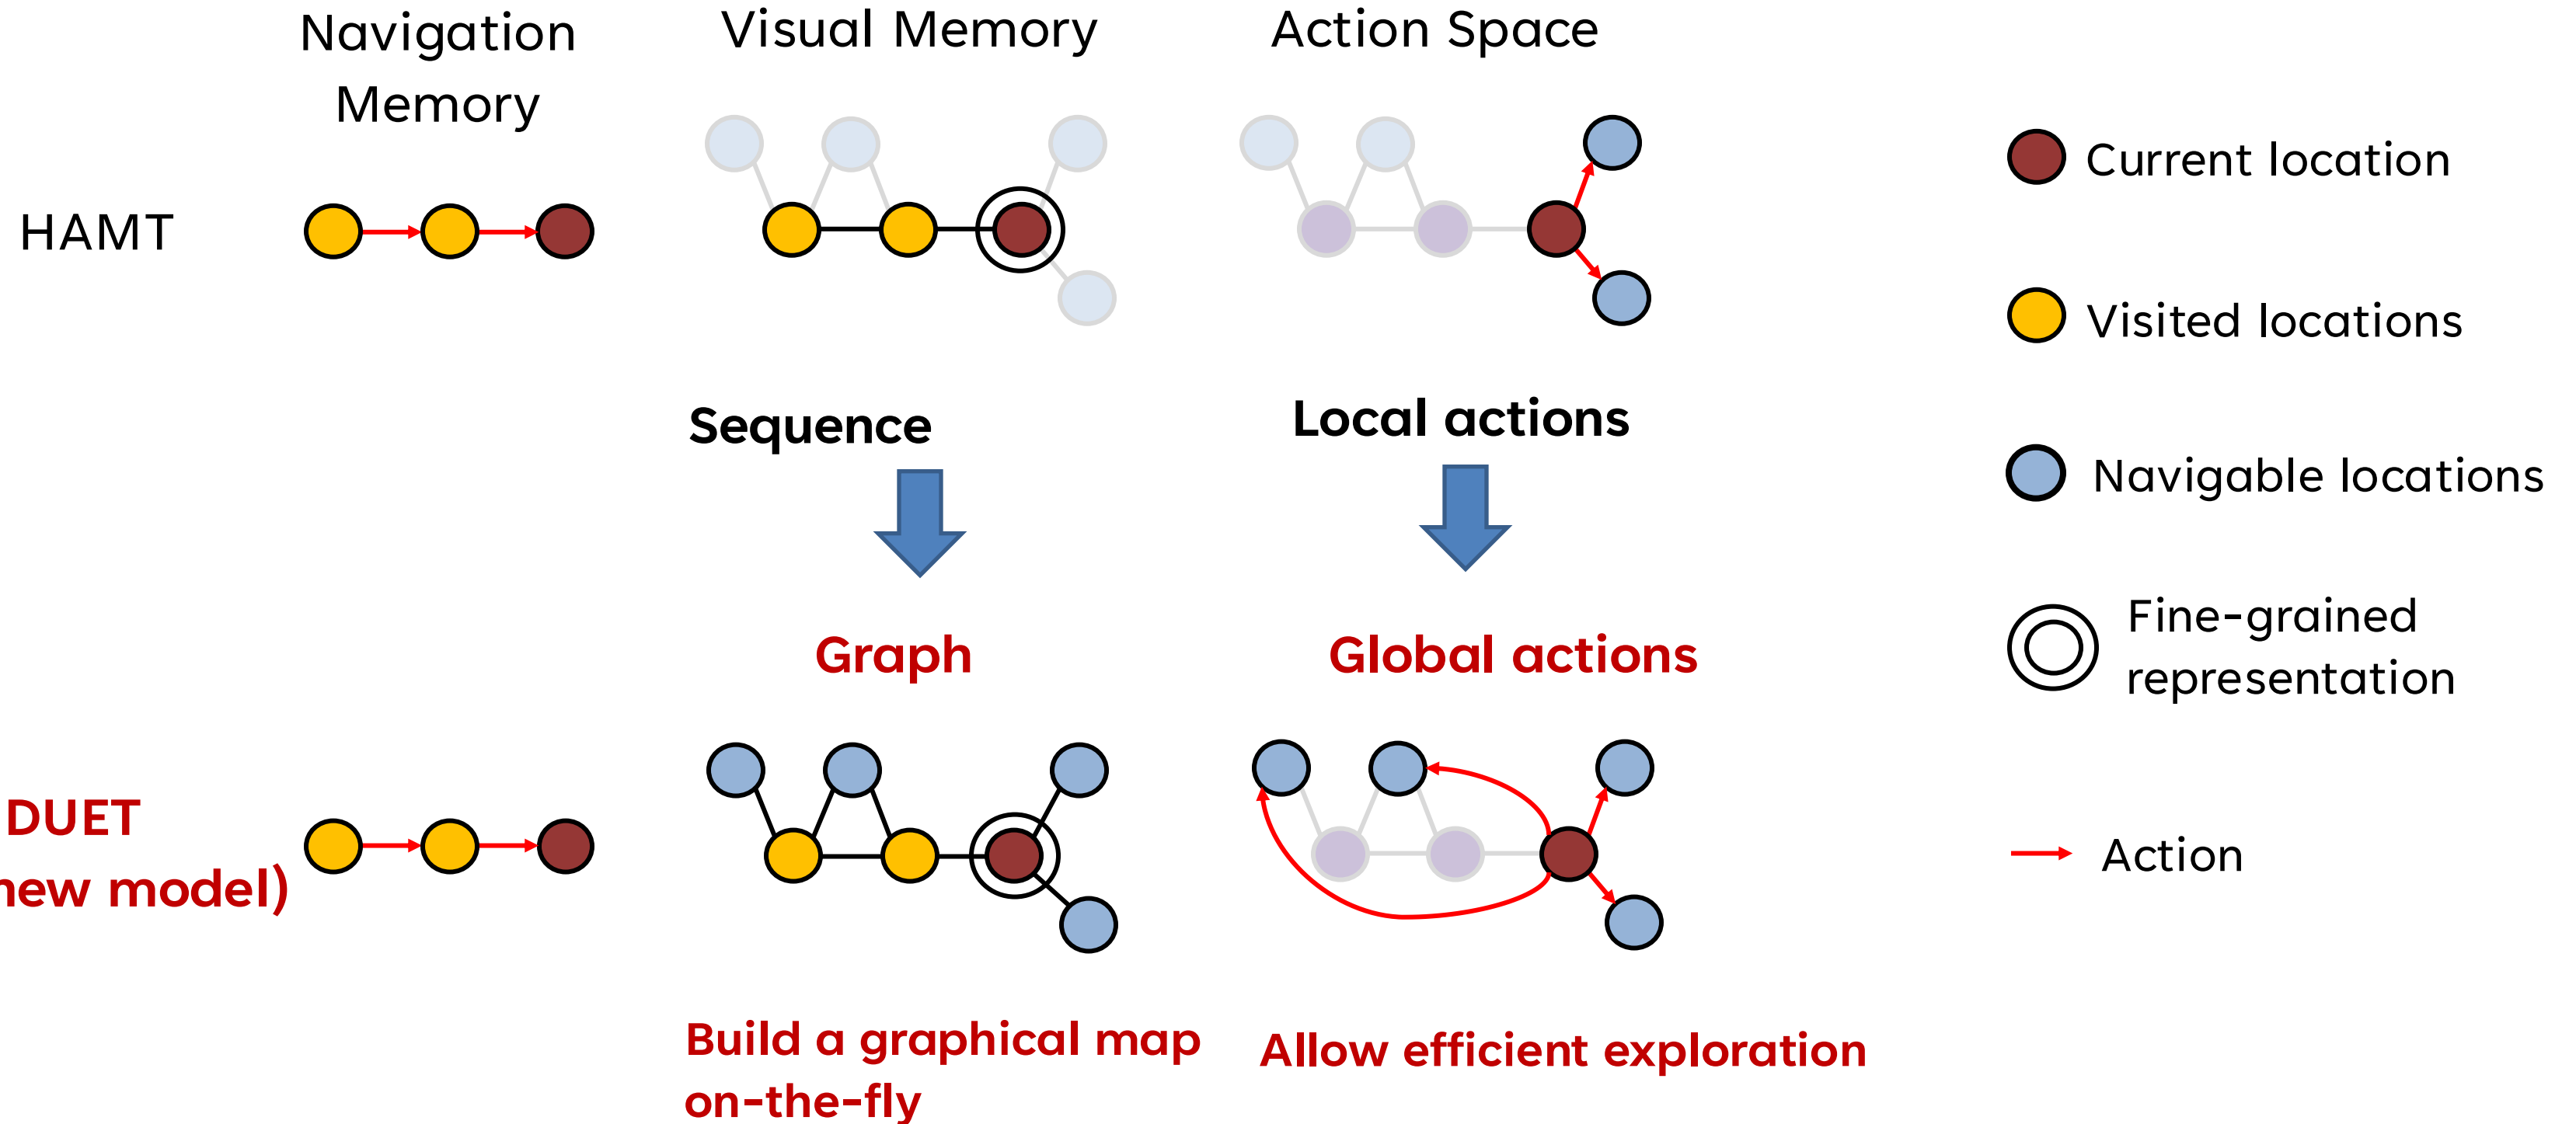 Navigation
Memory
Visual Memory
Action Space
HAMT
Sequence
Local actions
Graph
Global actions
DUET
new model)
Build a graphical map
on-the-fly
Allow efficient exploration
Current location
Visited locations
Navigable locations
Fine-grained
representation
Action